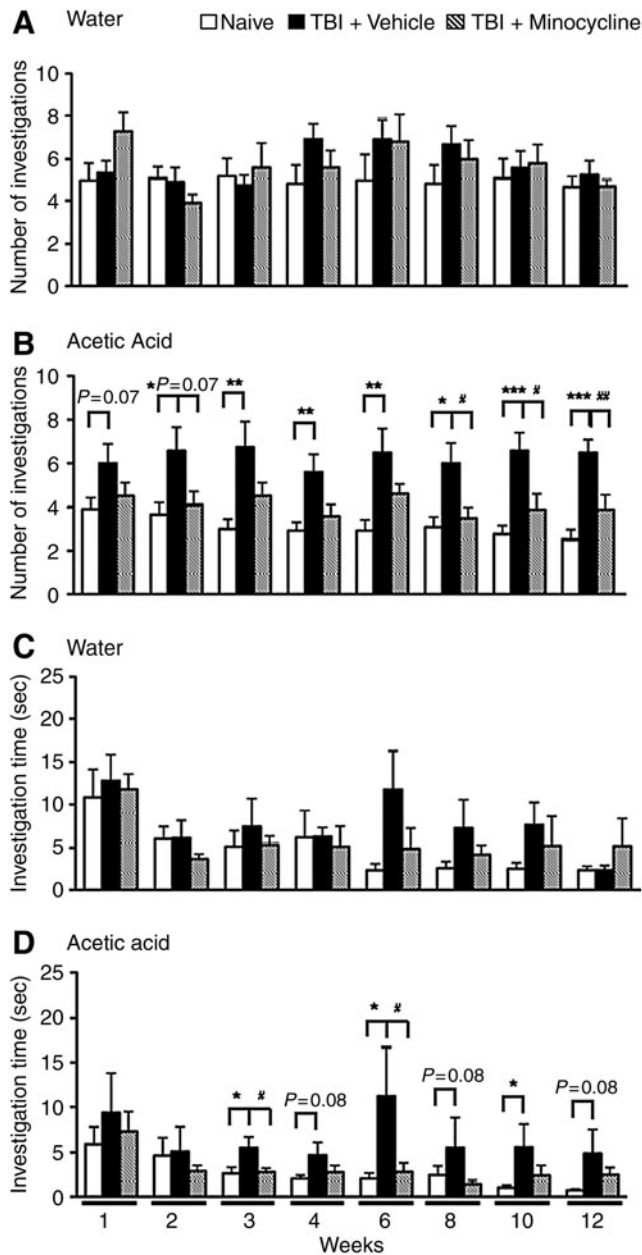 A Water Naive TBI + Vehicle TBI + Minocycline
Number of investigations
10
8
6
4
2
0
B Acetic Acid
Number of investigations
10
8
6
4
2
0
P=0.07
* P=0.07
**
**
**
* #
*** #
*** ##
C Water
Investigation time (sec)
25
20
15
10
5
0
D Acetic acid
Investigation time (sec)
25
20
15
10
5
0
* #
P=0.08
* #
P=0.08
*
P=0.08
1 2 3 4 6 8 10 12
Weeks